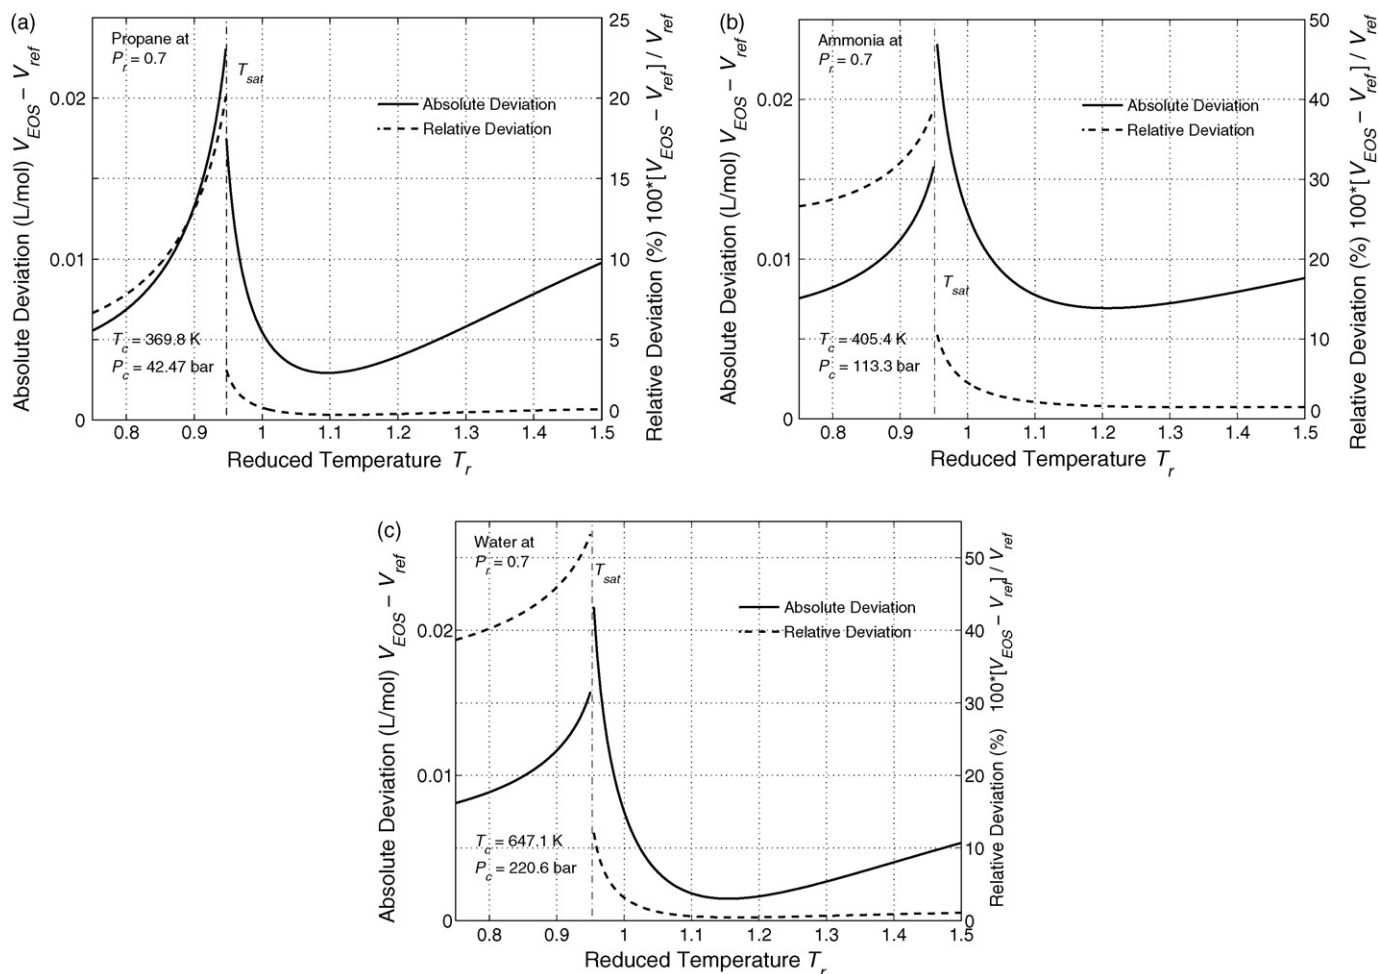 (a)
Absolute Deviation (L/mol) V_EOS – V_ref
0.02
0.01
0
Propane at
P_r = 0.7
T_sat
Absolute Deviation
Relative Deviation
T_c = 369.8 K
P_c = 42.47 bar
25
20
15
10
5
0
Relative Deviation (%) 100*[V_EOS – V_ref] / V_ref
0.8 0.9 1 1.1 1.2 1.3 1.4 1.5
Reduced Temperature T_r
(b)
Absolute Deviation (L/mol) V_EOS – V_ref
0.02
0.01
0
Ammonia at
P_r = 0.7
Absolute Deviation
Relative Deviation
T_sat
T_c = 405.4 K
P_c = 113.3 bar
50
40
30
20
10
0
Relative Deviation (%) 100*[V_EOS – V_ref] / V_ref
0.8 0.9 1 1.1 1.2 1.3 1.4 1.5
Reduced Temperature T_r
(c)
Absolute Deviation (L/mol) V_EOS – V_ref
0.02
0.01
0
Water at
P_r = 0.7
T_sat
Absolute Deviation
Relative Deviation
T_c = 647.1 K
P_c = 220.6 bar
50
40
30
20
10
0
Relative Deviation (%) 100*[V_EOS – V_ref] / V_ref
0.8 0.9 1 1.1 1.2 1.3 1.4 1.5
Reduced Temperature T_r